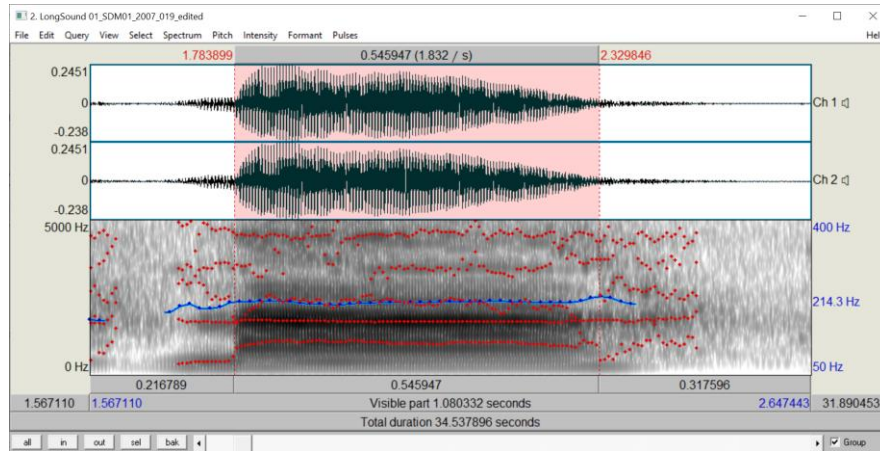 2. LongSound 01_SDM01_2007_019_edited
File Edit Query View Select Spectrum Pitch Intensity Formant Pulses Hel
1.783899 0.545947 (1.832 / s) 2.329846
0.2451
0 Ch 1
-0.238
0.2451
0 Ch 2
-0.238
5000 Hz 400 Hz
214.3 Hz
0 Hz 50 Hz
0.216789 0.545947 0.317596
1.567110 1.567110 Visible part 1.080332 seconds 2.647443 31.890453
Total duration 34.537896 seconds
all in out sel bak Group